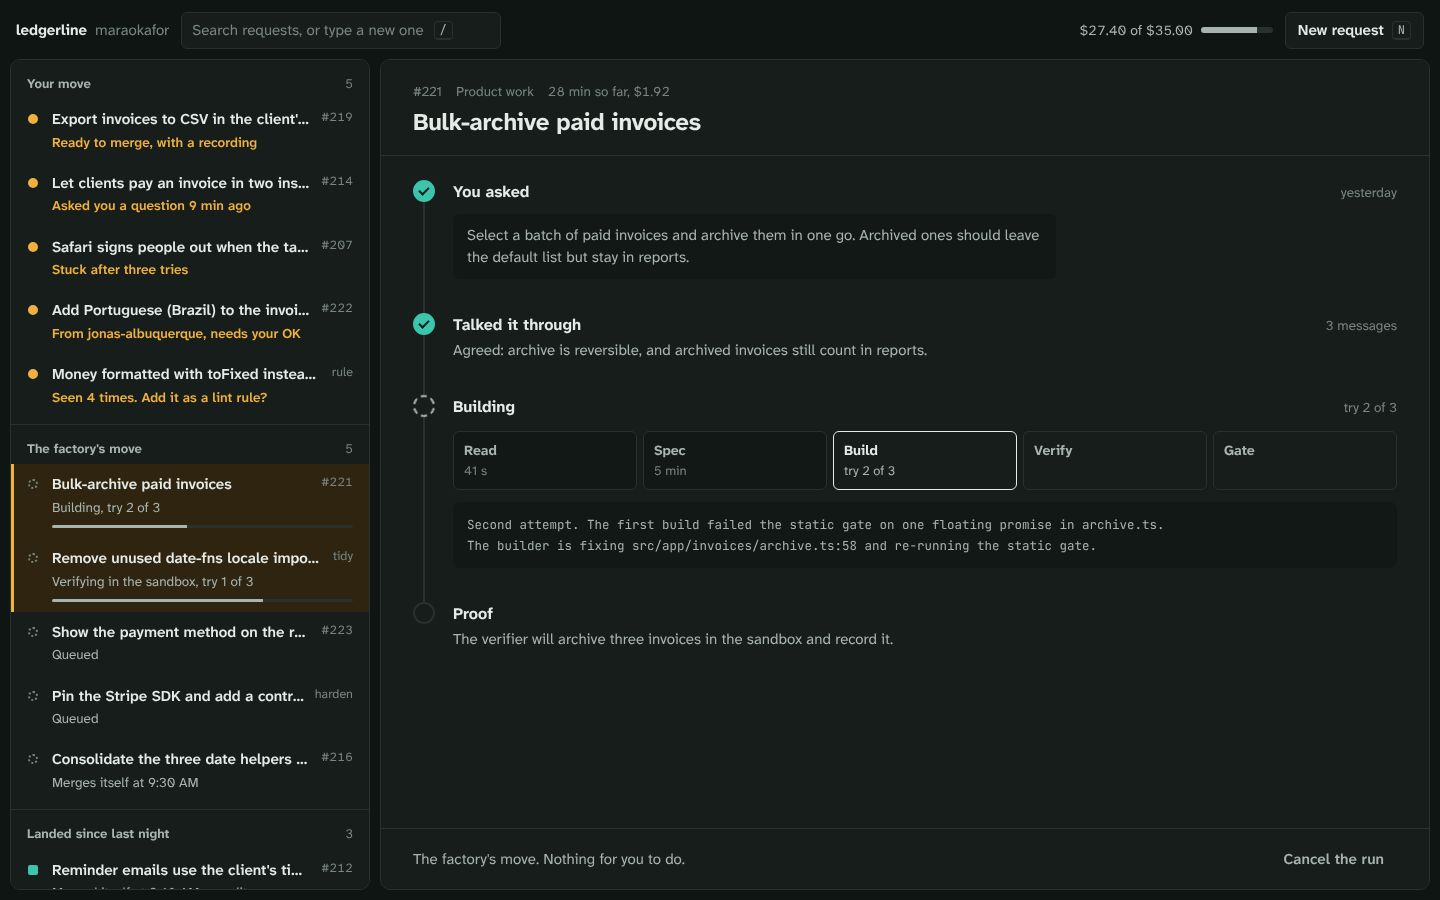 ledgerline maraokafor
Search requests, or type a new one /
$27.40 of $35.00
New request N
Your move 5
Export invoices to CSV in the client'... #219
Ready to merge, with a recording
Let clients pay an invoice in two ins... #214
Asked you a question 9 min ago
Safari signs people out when the ta... #207
Stuck after three tries
Add Portuguese (Brazil) to the invoi... #222
From jonas-albuquerque, needs your OK
Money formatted with toFixed instea... rule
Seen 4 times. Add it as a lint rule?
The factory's move 5
Bulk-archive paid invoices #221
Building, try 2 of 3
Remove unused date-fns locale impo... tidy
Verifying in the sandbox, try 1 of 3
Show the payment method on the r... #223
Queued
Pin the Stripe SDK and add a contr... harden
Queued
Consolidate the three date helpers ... #216
Merges itself at 9:30 AM
Landed since last night 3
Reminder emails use the client's ti... #212
#221 Product work 28 min so far, $1.92
Bulk-archive paid invoices
You asked yesterday
Select a batch of paid invoices and archive them in one go. Archived ones should leave
the default list but stay in reports.
Talked it through 3 messages
Agreed: archive is reversible, and archived invoices still count in reports.
Building try 2 of 3
Read
41 s
Spec
5 min
Build
try 2 of 3
Verify
Gate
Second attempt. The first build failed the static gate on one floating promise in archive.ts.
The builder is fixing src/app/invoices/archive.ts:58 and re-running the static gate.
Proof
The verifier will archive three invoices in the sandbox and record it.
The factory's move. Nothing for you to do.
Cancel the run